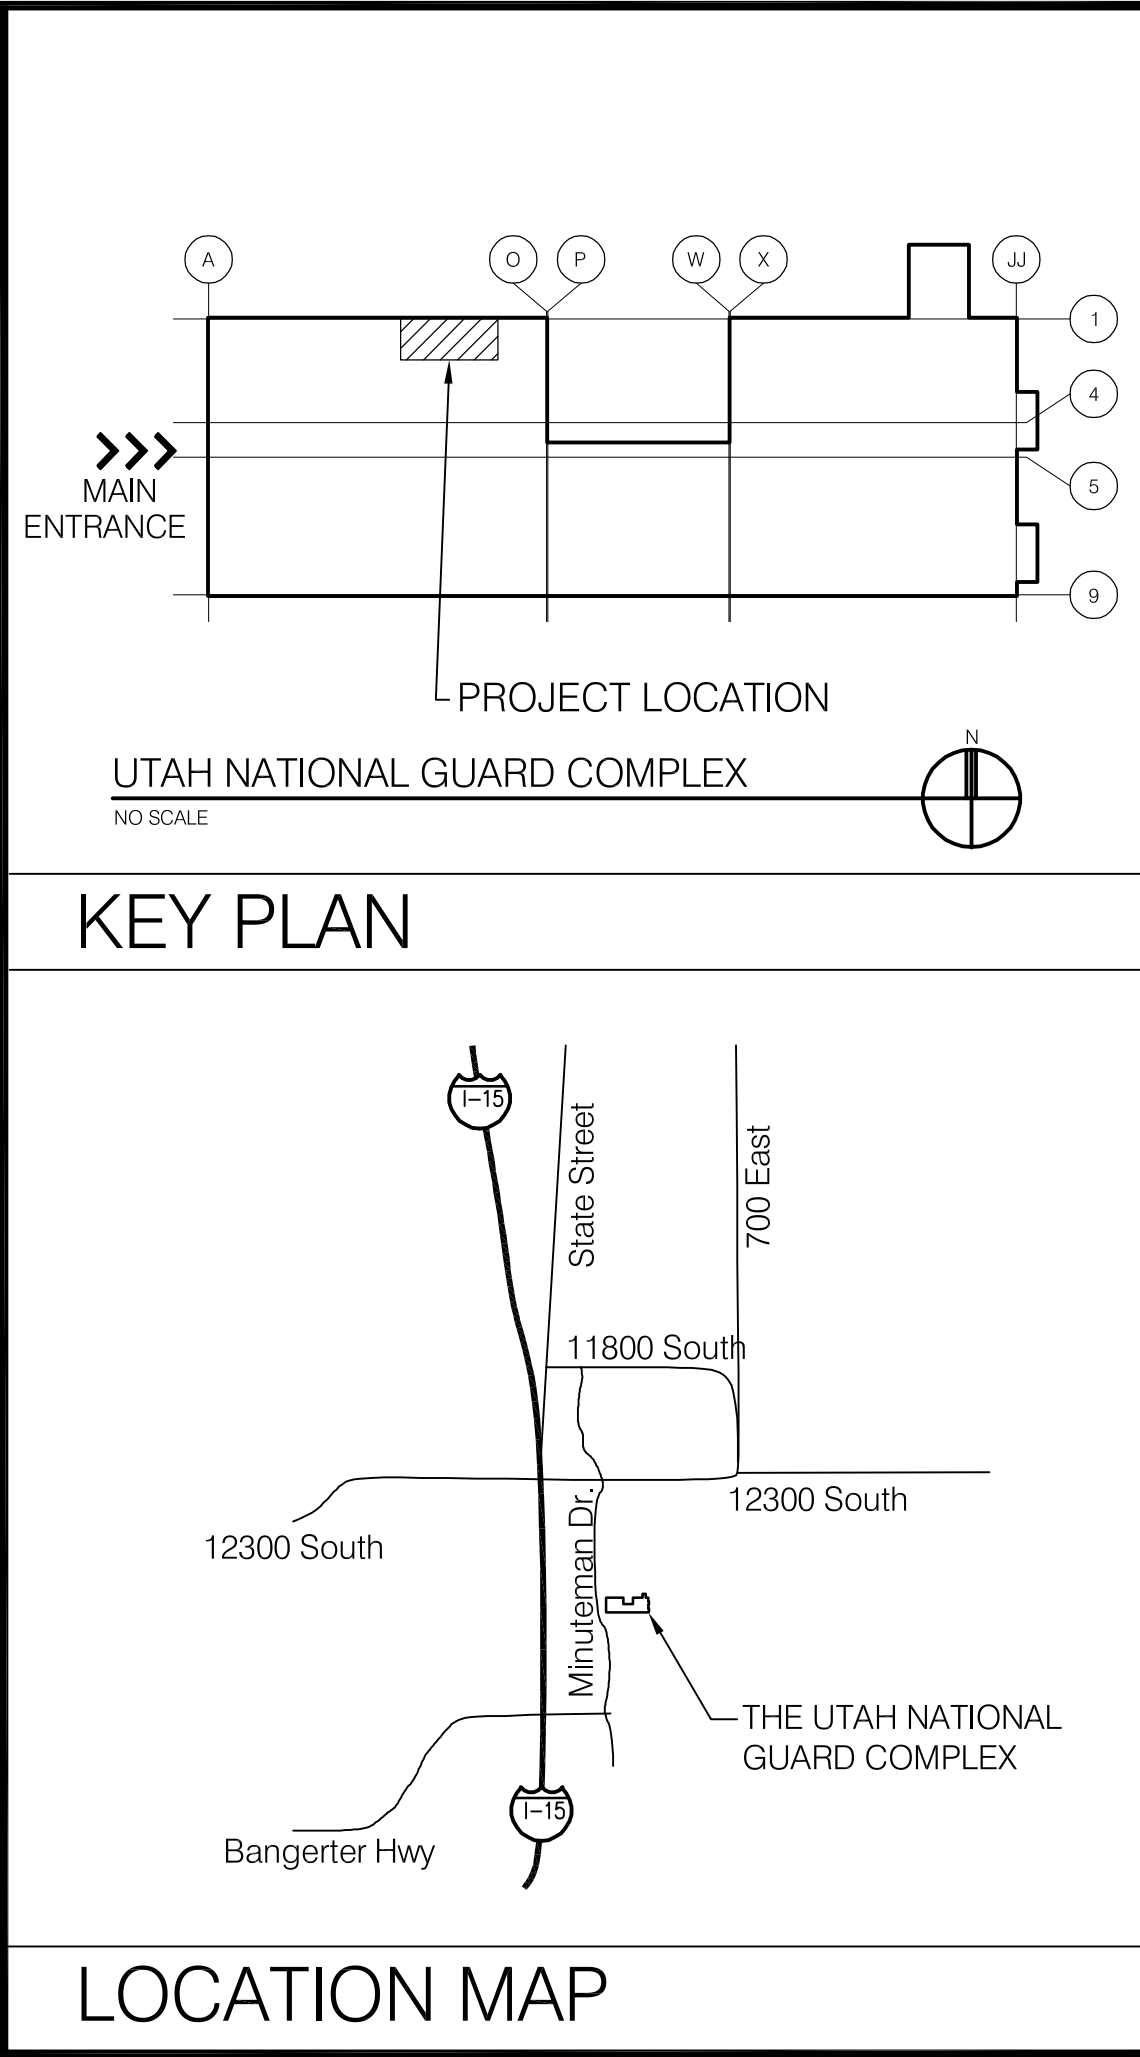 A
O
P
W
X
JJ
1
4
5
9
MAIN
ENTRANCE
PROJECT LOCATION
UTAH NATIONAL GUARD COMPLEX
NO SCALE
N
KEY PLAN
I-15
State Street
700 East
11800 South
12300 South
12300 South
Minuteman Dr.
THE UTAH NATIONAL
GUARD COMPLEX
I-15
Bangerter Hwy
LOCATION MAP